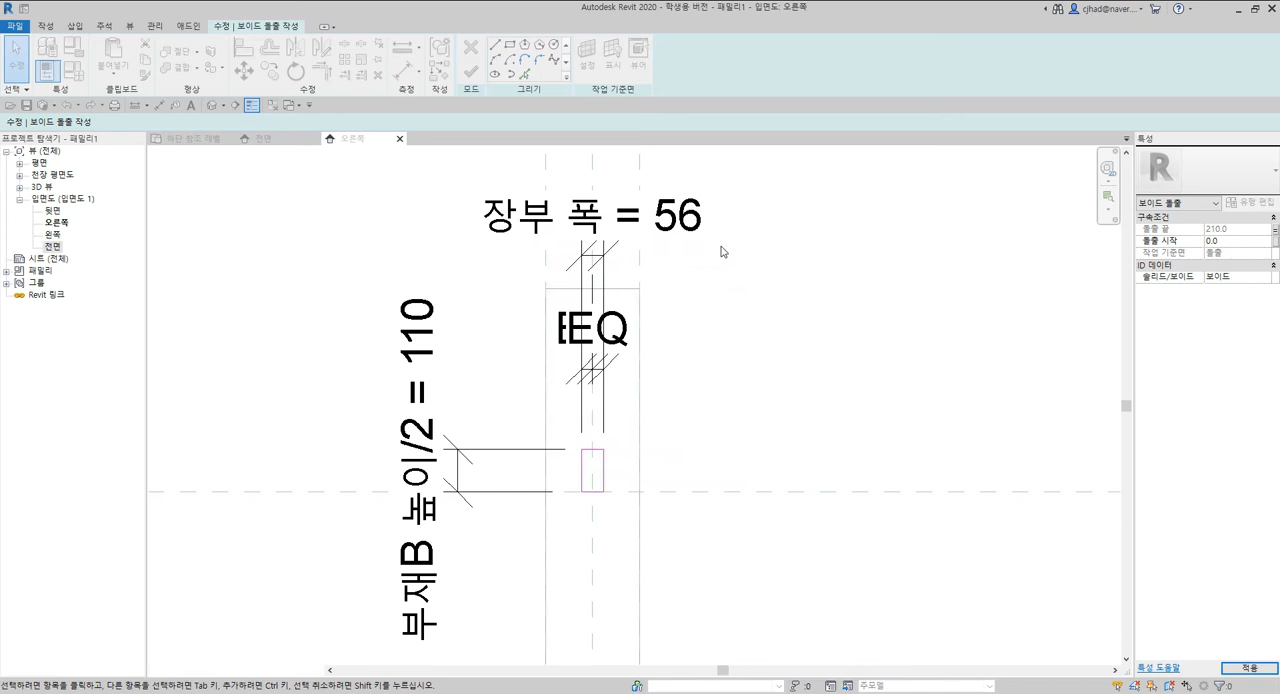 Autodesk Revit 2020 - 학생용 버전 - 패밀리1 - 입면도: 오른쪽
cjhad@naver....
파일 작성 삽입 주석 뷰 관리 애드인 수정 | 보이드 돌출 작성
수정
붙여넣기
절단
결합
설정 표시 뷰어
선택 특성 클립보드 형상 수정 측정 작성 모드 그리기 작업 기준면
수정 | 보이드 돌출 작성
프로젝트 탐색기 - 패밀리1
뷰 (전체)
평면
천장 평면도
3D 뷰
입면도 (입면도 1)
뒷면
오른쪽
왼쪽
전면
시트 (전체)
패밀리
그룹
Revit 링크
하단 참조 레벨 전면 오른쪽
장부 폭 = 56
EEQ
부재B 높이/2 = 110
특성
보이드 돌출 유형 편집
구속조건
돌출 끝 210.0
돌출 시작 0.0
작업 기준면 돌출
ID 데이터
솔리드/보이드 보이드
특성 도움말 적용
선택하려면 항목을 클릭하고, 다른 항목을 선택하려면 Tab 키, 추가하려면 Ctrl 키, 선택 취소하려면 Shift 키를 누르십시오.
:0 주모델 :0